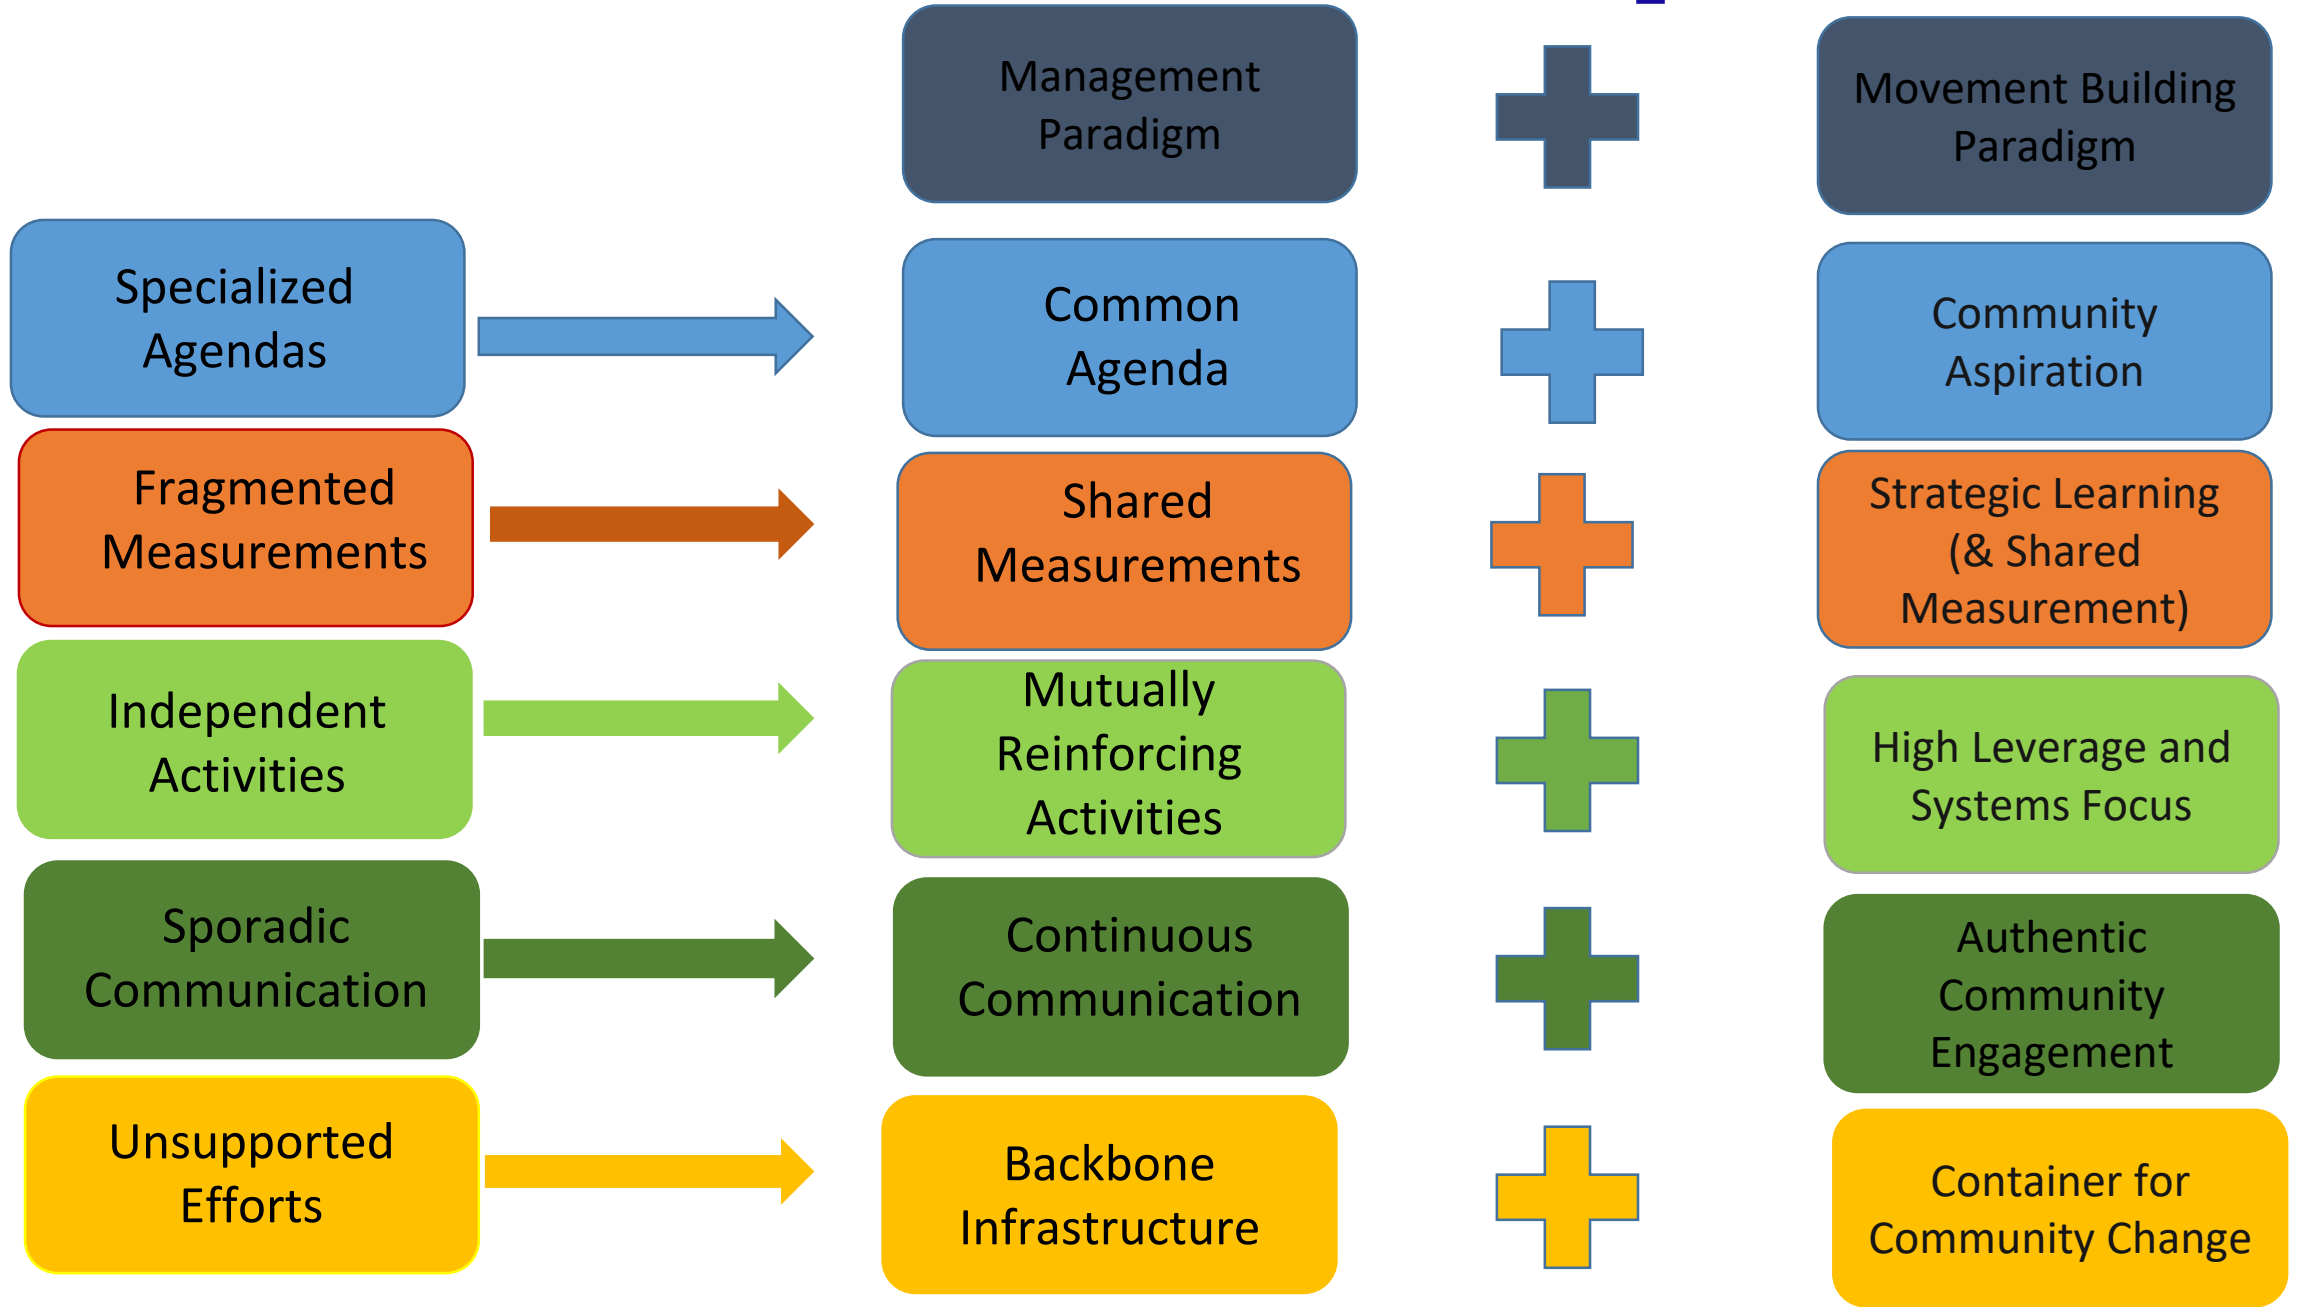 Management
Paradigm
Movement Building
Paradigm
Specialized
Agendas
Common
Agenda
Community
Aspiration
Fragmented
Measurements
Shared
Measurements
Strategic Learning
(& Shared
Measurement)
Independent
Activities
Mutually
Reinforcing
Activities
High Leverage and
Systems Focus
Sporadic
Communication
Continuous
Communication
Authentic
Community
Engagement
Unsupported
Efforts
Backbone
Infrastructure
Container for
Community Change